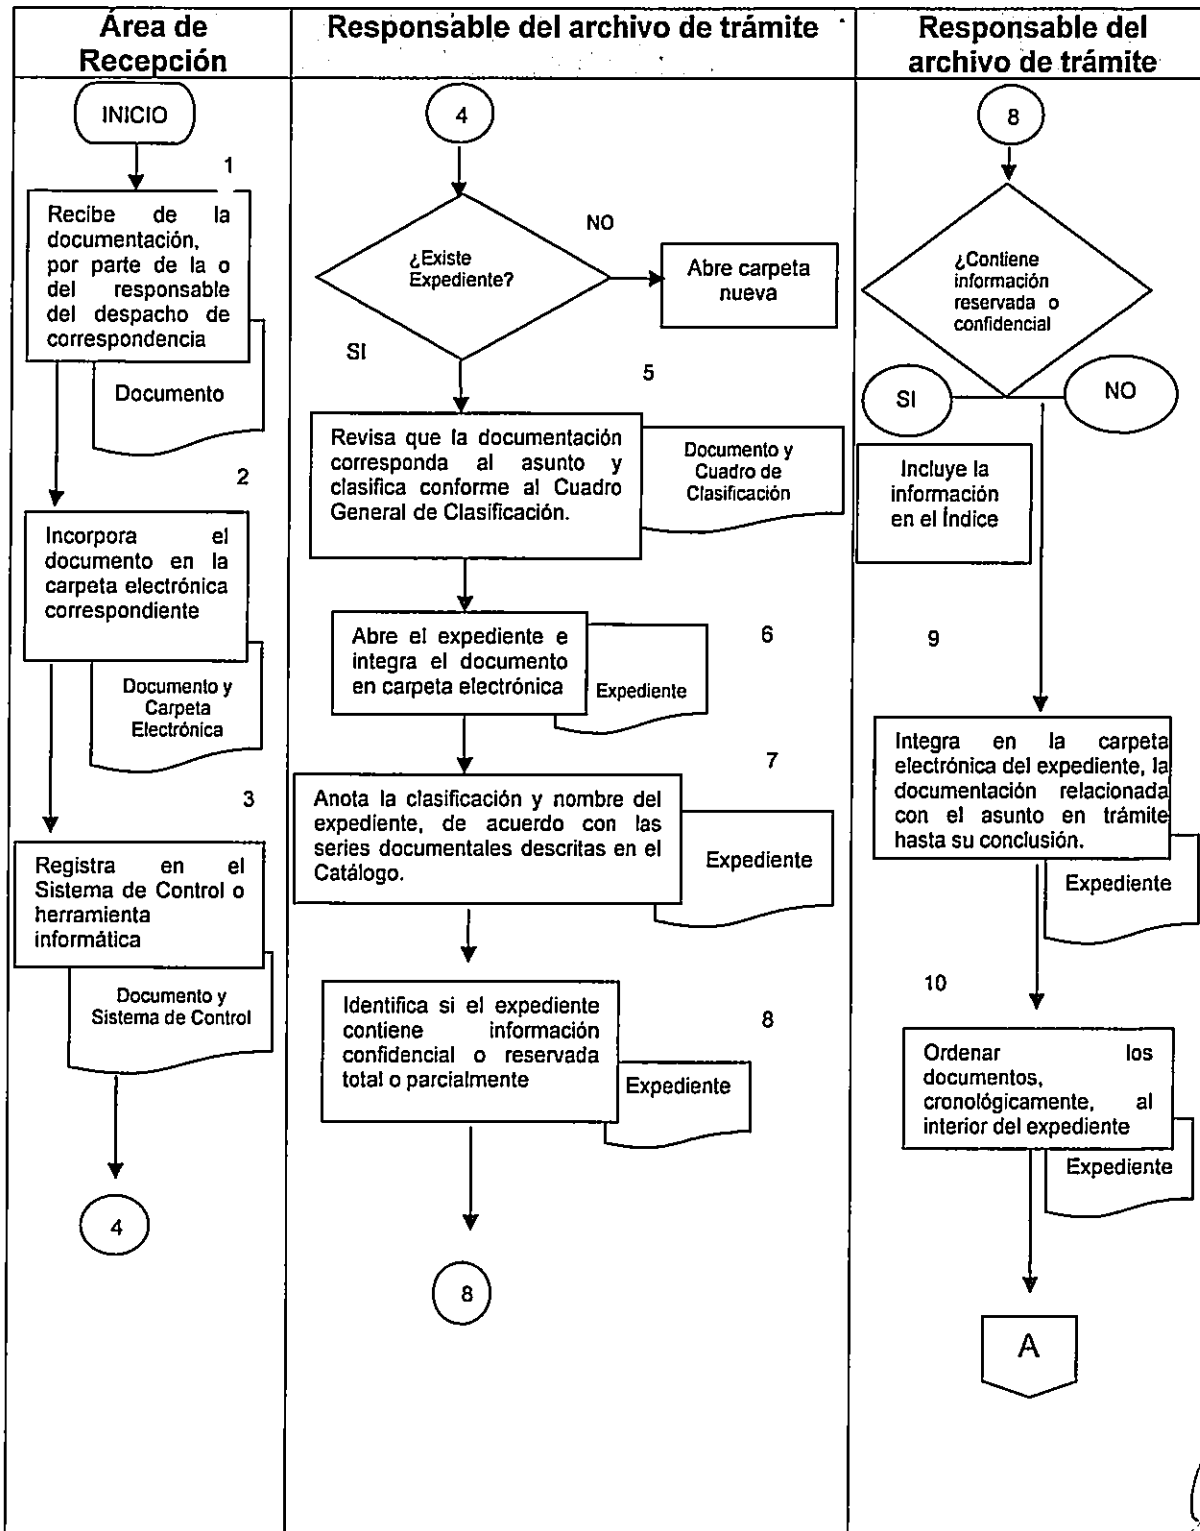 Área de
Recepción
INICIO
1
Recibe de la
documentación,
por parte de la o
del responsable
del despacho de
correspondencia
Documento
2
Incorpora el
documento en la
carpeta electrónica
correspondiente
Documento y
Carpeta
Electrónica
3
Registra en el
Sistema de Control o
herramienta
informática
Documento y
Sistema de Control
4
Responsable del archivo de trámite
4
¿Existe
Expediente?
NO
Abre carpeta
nueva
SI
5
Revisa que la documentación
corresponda al asunto y
clasifica conforme al Cuadro
General de Clasificación.
Documento y
Cuadro de
Clasificación
6
Abre el expediente e
integra el documento
en carpeta electrónica
Expediente
7
Anota la clasificación y nombre del
expediente, de acuerdo con las
series documentales descritas en el
Catálogo.
Expediente
8
Identifica si el expediente
contiene información
confidencial o reservada
total o parcialmente
Expediente
8
Responsable del
archivo de trámite
8
¿Contiene
información
reservada o
confidencial
SI
NO
Incluye la
información
en el Índice
9
Integra en la carpeta
electrónica del expediente, la
documentación relacionada
con el asunto en trámite
hasta su conclusión.
Expediente
10
Ordenar los
documentos,
cronológicamente, al
interior del expediente
Expediente
A